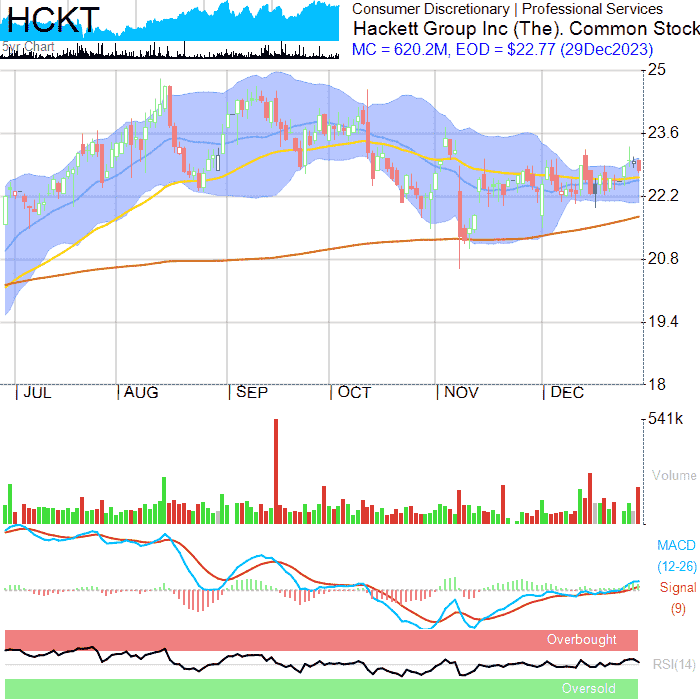 HCKT
5yr Chart
Consumer Discretionary | Professional Services
Hackett Group Inc (The). Common Stock
MC = 620.2M, EOD = $22.77 (29Dec2023)
25
23.6
22.2
20.8
19.4
18
JUL AUG SEP OCT NOV DEC
541k
Volume
MACD
(12-26)
Signal
(9)
Overbought
RSI(14)
Oversold